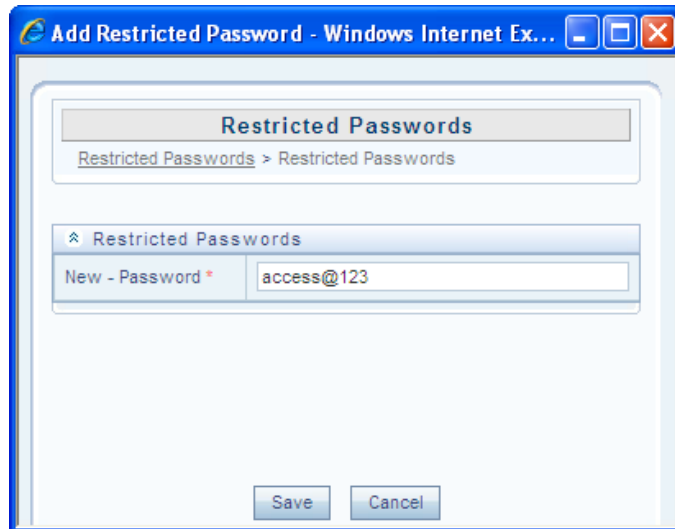 Add Restricted Password - Windows Internet Ex...
Restricted Passwords
Restricted Passwords > Restricted Passwords
Restricted Passwords
New - Password * access@123
Save Cancel